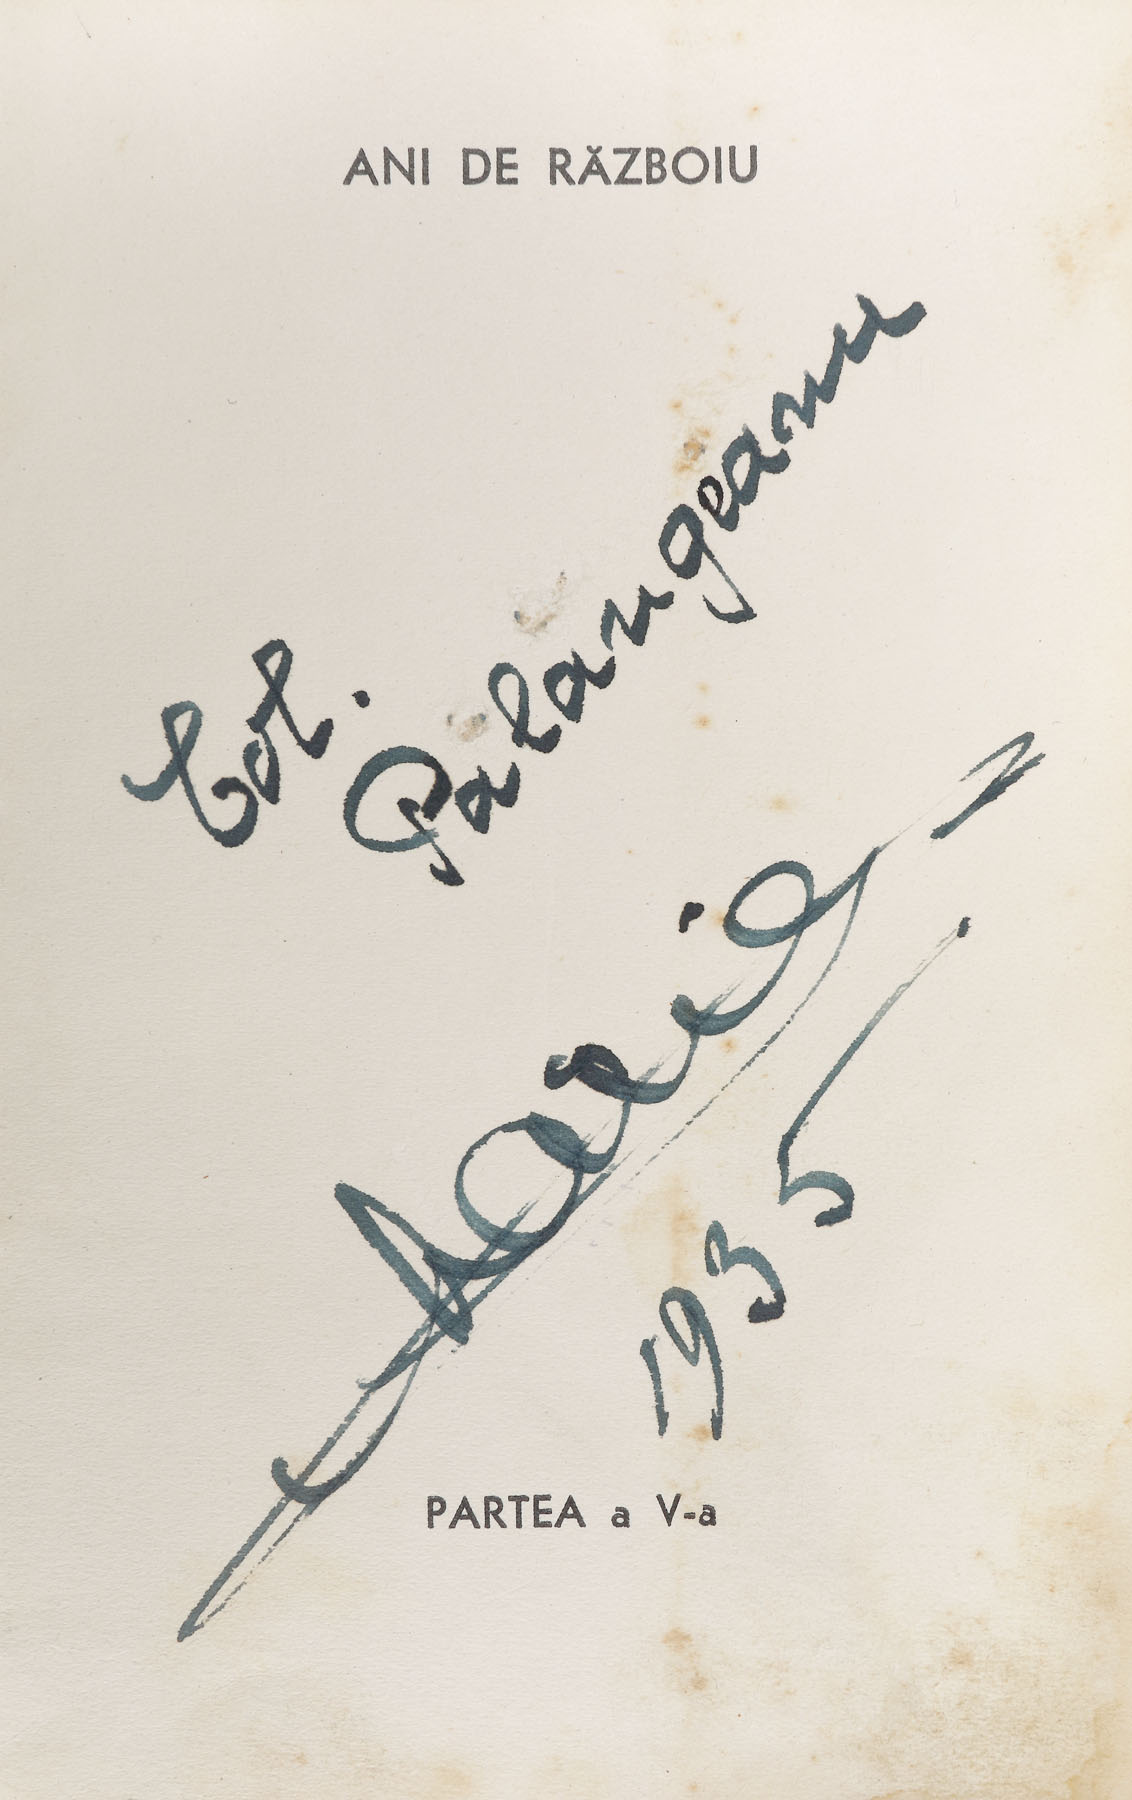 ANI DE RĂZBOIU
Col.
Palangeanu
Maria
1935.
PARTEA a V-a